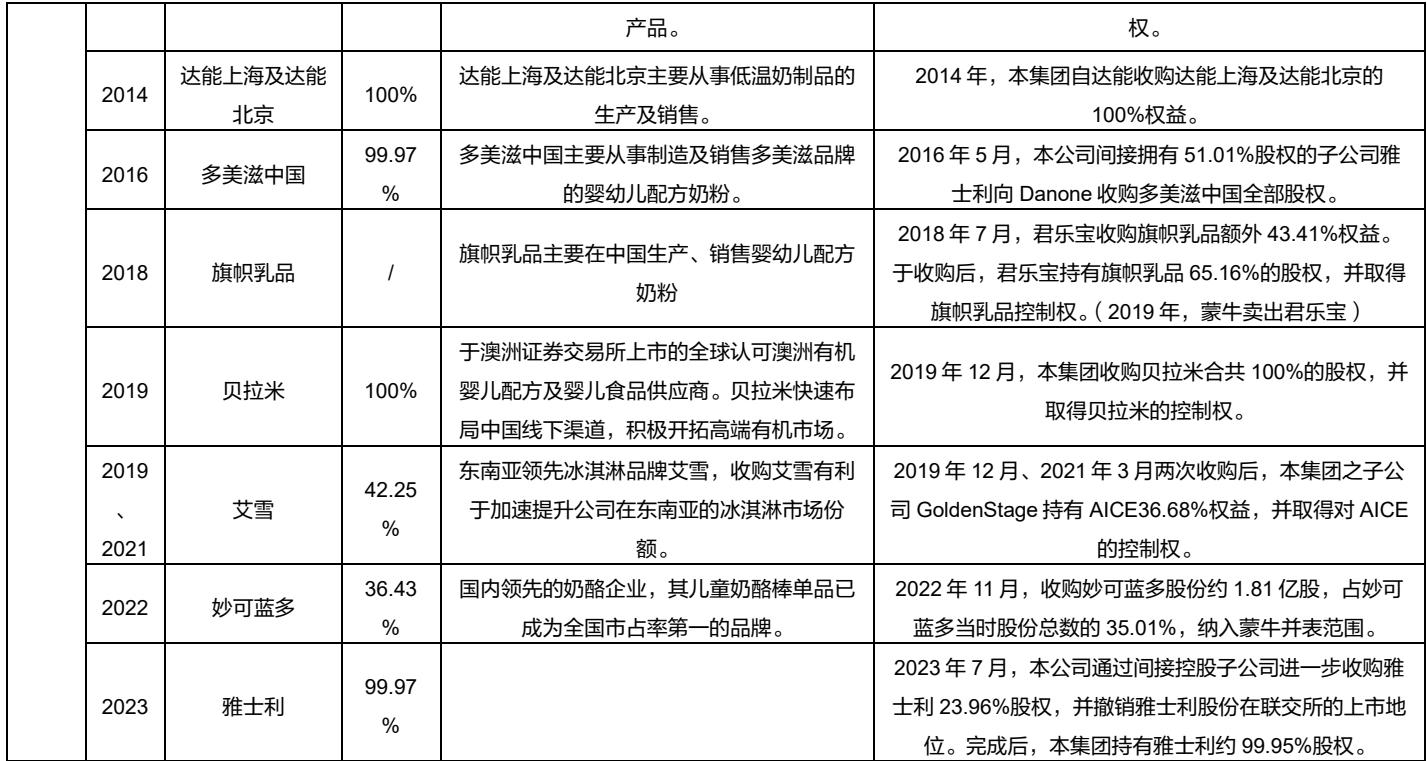 产品。
权。
2014
达能上海及达能
北京
100%
达能上海及达能北京主要从事低温奶制品的
生产及销售。
2014 年，本集团自达能收购达能上海及达能北京的
100%权益。
2016
多美滋中国
99.97
%
多美滋中国主要从事制造及销售多美滋品牌
的婴幼儿配方奶粉。
2016 年 5 月，本公司间接拥有 51.01%股权的子公司雅
士利向 Danone 收购多美滋中国全部股权。
2018
旗帜乳品
/
旗帜乳品主要在中国生产、销售婴幼儿配方
奶粉
2018 年 7 月，君乐宝收购旗帜乳品额外 43.41%权益。
于收购后，君乐宝持有旗帜乳品 65.16%的股权，并取得
旗帜乳品控制权。（2019 年，蒙牛卖出君乐宝）
2019
贝拉米
100%
于澳洲证券交易所上市的全球认可澳洲有机
婴儿配方及婴儿食品供应商。贝拉米快速布
局中国线下渠道，积极开拓高端有机市场。
2019 年 12 月，本集团收购贝拉米合共 100%的股权，并
取得贝拉米的控制权。
2019
、
2021
艾雪
42.25
%
东南亚领先冰淇淋品牌艾雪，收购艾雪有利
于加速提升公司在东南亚的冰淇淋市场份
额。
2019 年 12 月、2021 年 3 月两次收购后，本集团之子公
司 GoldenStage 持有 AICE36.68%权益，并取得对 AICE
的控制权。
2022
妙可蓝多
36.43
%
国内领先的奶酪企业，其儿童奶酪棒单品已
成为全国市占率第一的品牌。
2022 年 11 月，收购妙可蓝多股份约 1.81 亿股，占妙可
蓝多当时股份总数的 35.01%，纳入蒙牛并表范围。
2023
雅士利
99.97
%
2023 年 7 月，本公司通过间接控股子公司进一步收购雅
士利 23.96%股权，并撤销雅士利股份在联交所的上市地
位。完成后，本集团持有雅士利约 99.95%股权。